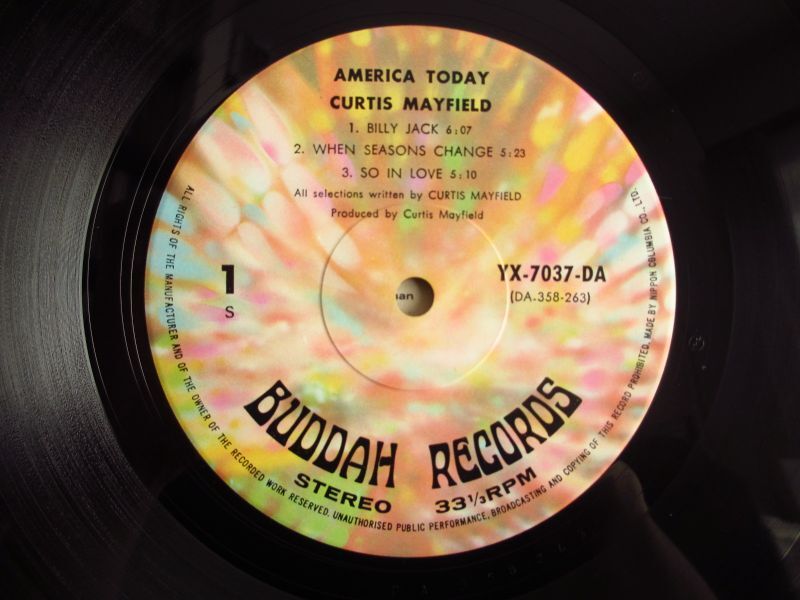 AMERICA TODAY
CURTIS MAYFIELD
1. BILLY JACK 6:07
2. WHEN SEASONS CHANGE 5:23
3. SO IN LOVE 5:10
All selections written by CURTIS MAYFIELD
Produced by Curtis Mayfield
1
S
YX-7037-DA
(DA.358-263)
BUDDAH RECORDS
STEREO
33⅓RPM
ALL RIGHTS OF THE MANUFACTURER AND OF THE OWNER OF THE RECORDED WORK RESERVED. UNAUTHORISED PUBLIC PERFORMANCE, BROADCASTING AND COPYING OF THIS RECORD PROHIBITED. MADE BY NIPPON COLUMBIA CO., LTD.